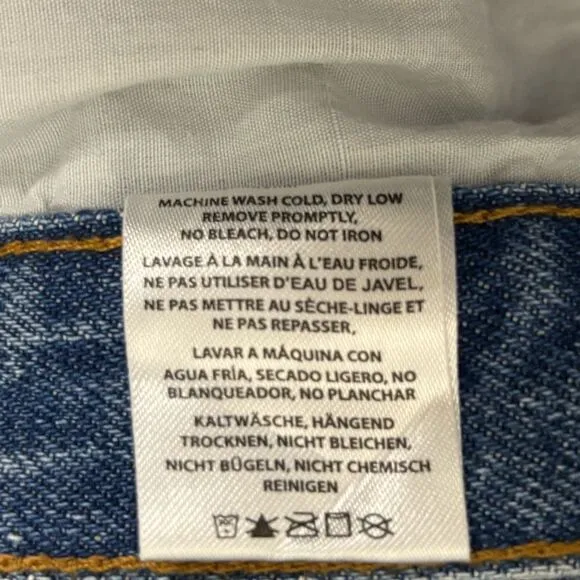 MACHINE WASH COLD, DRY LOW
REMOVE PROMPTLY,
NO BLEACH, DO NOT IRON
LAVAGE À LA MAIN À L'EAU FROIDE,
NE PAS UTILISER D'EAU DE JAVEL,
NE PAS METTRE AU SÈCHE-LINGE ET
NE PAS REPASSER,
LAVAR A MÁQUINA CON
AGUA FRÌA, SECADO LIGERO, NO
BLANQUEADOR, NO PLANCHAR
KALTWÄSCHE, HÄNGEND
TROCKNEN, NICHT BLEICHEN,
NICHT BÜGELN, NICHT CHEMISCH
REINIGEN